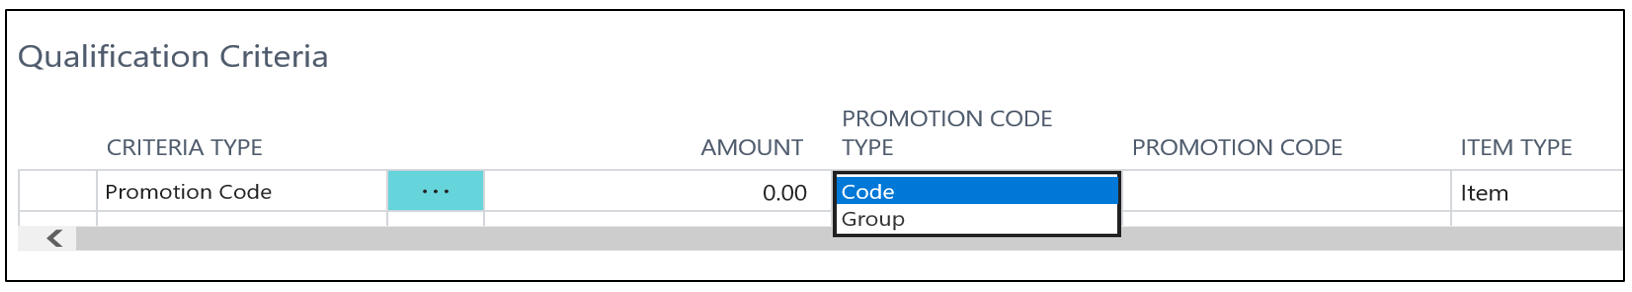 Qualification Criteria
PROMOTION CODE
CRITERIA TYPE AMOUNT TYPE PROMOTION CODE ITEM TYPE
Promotion Code ... 0.00 Code Item
Group